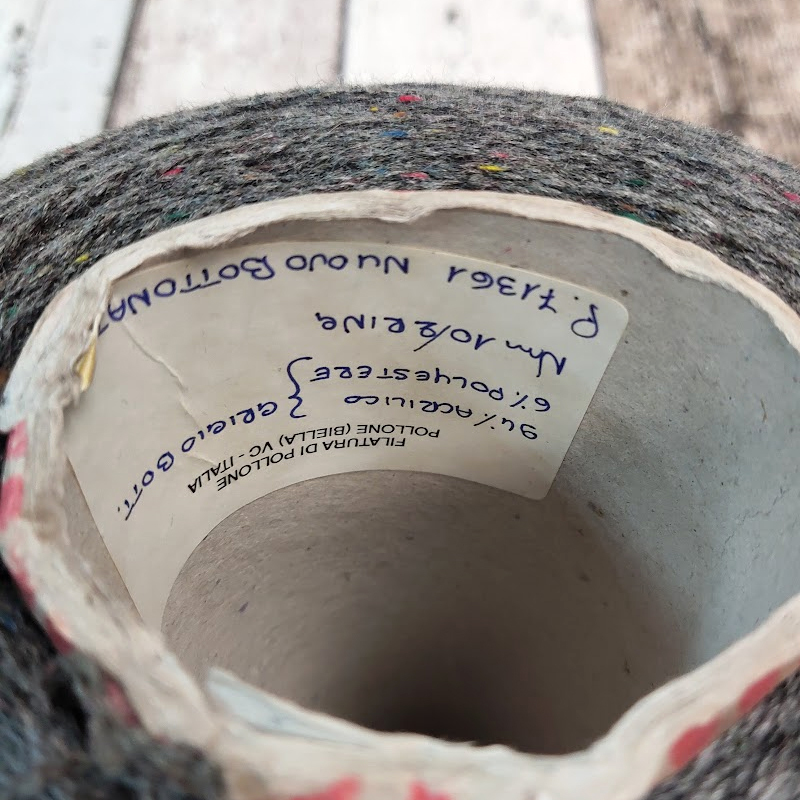 FILATURA DI POLLONE
POLLONE (BIELLA) VC - ITALIA
94% ACRILICO } GRIGIO BOTT.
6% POLYESTERE }
Nm 10/2 RINg
P. 71361 NUOVO BOTTONAT